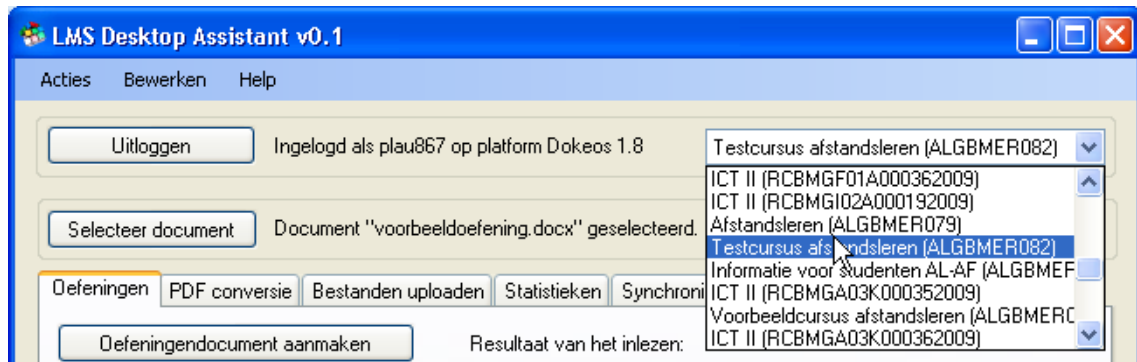 LMS Desktop Assistant v0.1
Acties Bewerken Help
Uitloggen Ingelogd als plau867 op platform Dokeos 1.8 Testcursus afstandsleren (ALGBMER082)
ICT II (RCBMGF01A000362009)
ICT II (RCBMGI02A000192009)
Afstandsleren (ALGBMER079)
Selecteer document Document "voorbeeldoefening.docx" geselecteerd.
Testcursus afstandsleren (ALGBMER082)
Informatie voor studenten AL-AF (ALGBMEF
Oefeningen PDF conversie Bestanden uploaden Statistieken Synchroni
ICT II (RCBMGA03K000352009)
Voorbeeldcursus afstandsleren (ALGBMERC
Oefeningendocument aanmaken Resultaat van het inlezen:
ICT II (RCBMGA03K000362009)